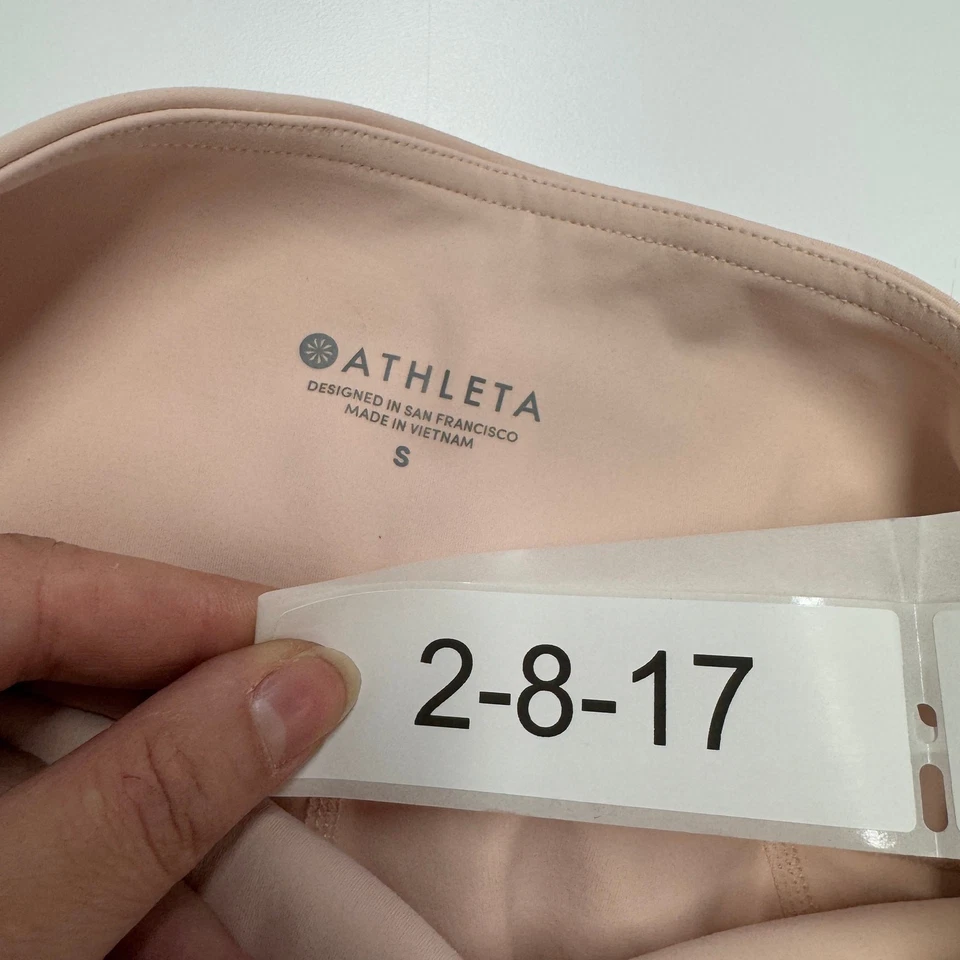 ATHLETA
DESIGNED IN SAN FRANCISCO
MADE IN VIETNAM
S
2-8-17